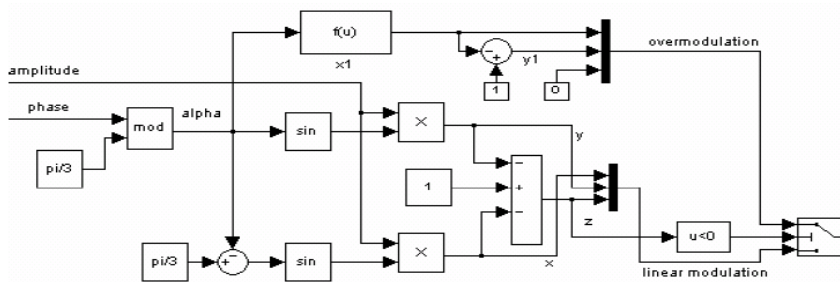 f(u)
x1
overmodulation
y1
1
0
amplitude
phase
mod
alpha
sin
×
y
pi/3
1
−
+
−
z
u<0
pi/3
+
−
sin
×
x
linear modulation
−
+